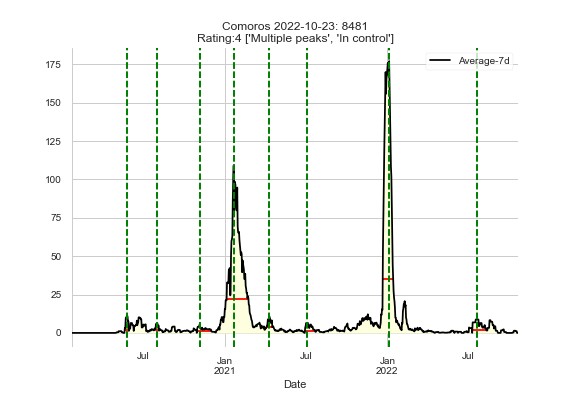 Comoros 2022-10-23: 8481
Rating:4 ['Multiple peaks', 'In control']
Average-7d
175
150
125
100
75
50
25
0
Jul
Jan
2021
Jul
Jan
2022
Jul
Date